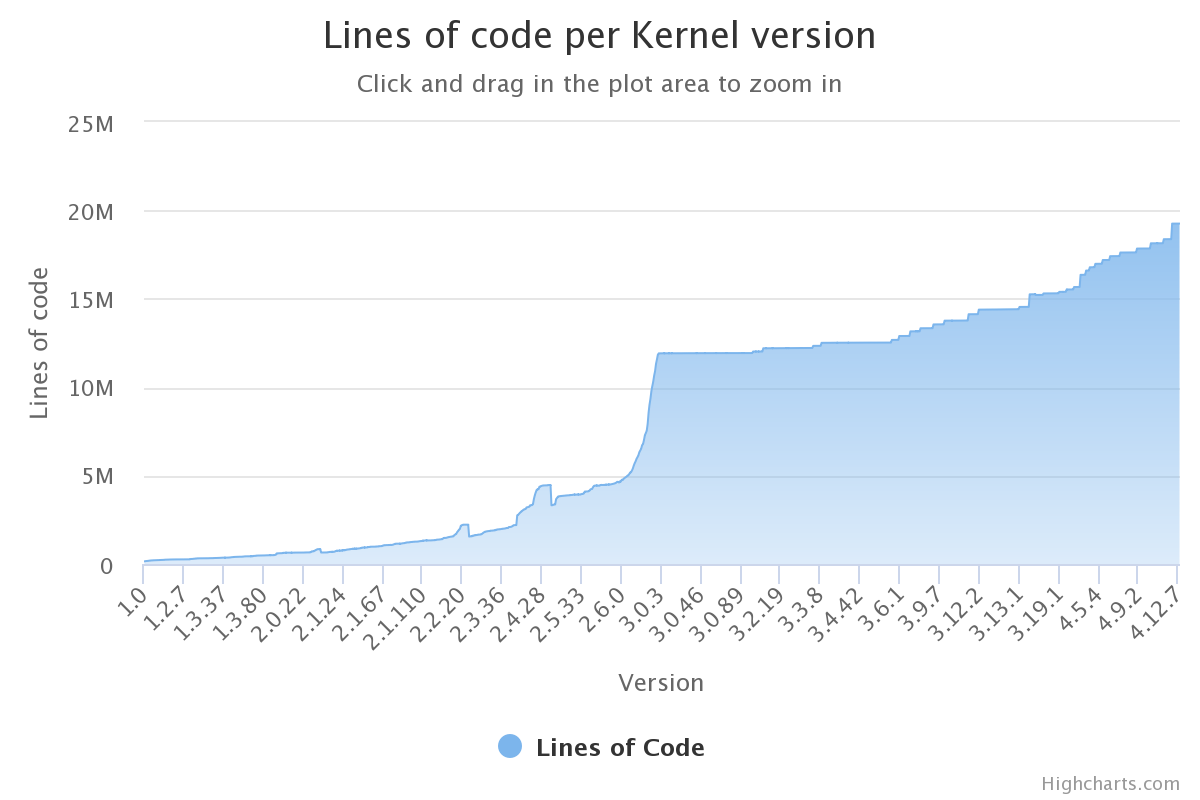 Lines of code per Kernel version
Click and drag in the plot area to zoom in
Lines of code
25M
20M
15M
10M
5M
0
1.0
1.2.7
1.3.37
1.3.80
2.0.22
2.1.24
2.1.67
2.1.110
2.2.20
2.3.36
2.4.28
2.5.33
2.6.0
3.0.3
3.0.46
3.0.89
3.2.19
3.3.8
3.4.42
3.6.1
3.9.7
3.12.2
3.13.1
3.19.1
4.5.4
4.9.2
4.12.7
Version
Lines of Code
Highcharts.com